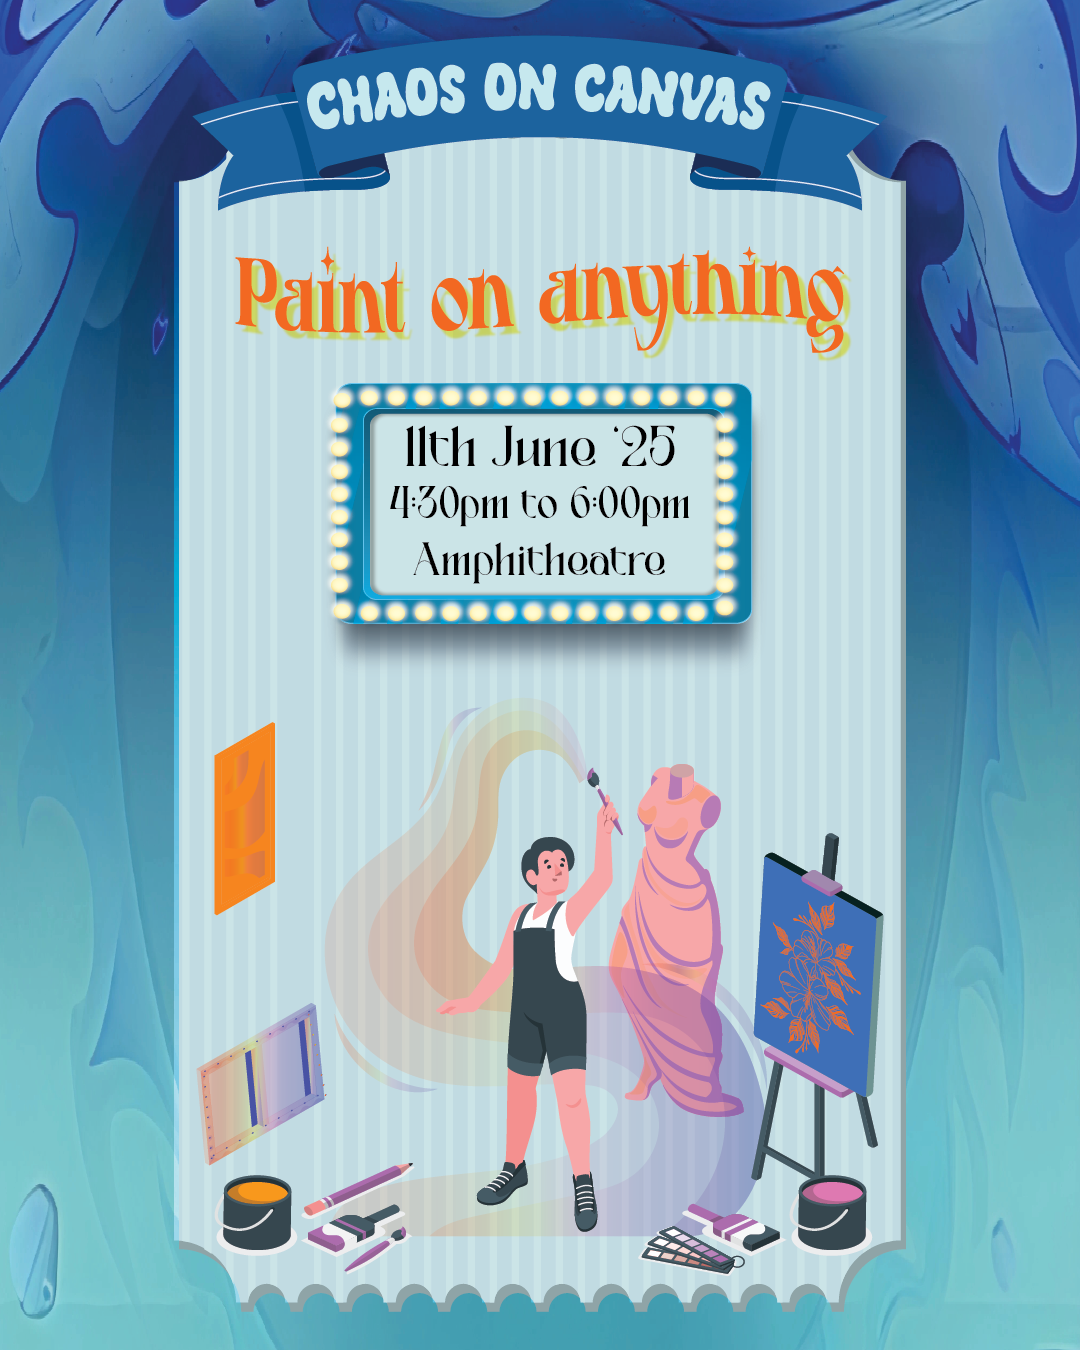 CHAOS ON CANVAS
Paint on anything
11th June '25
4:30pm to 6:00pm
Amphitheatre